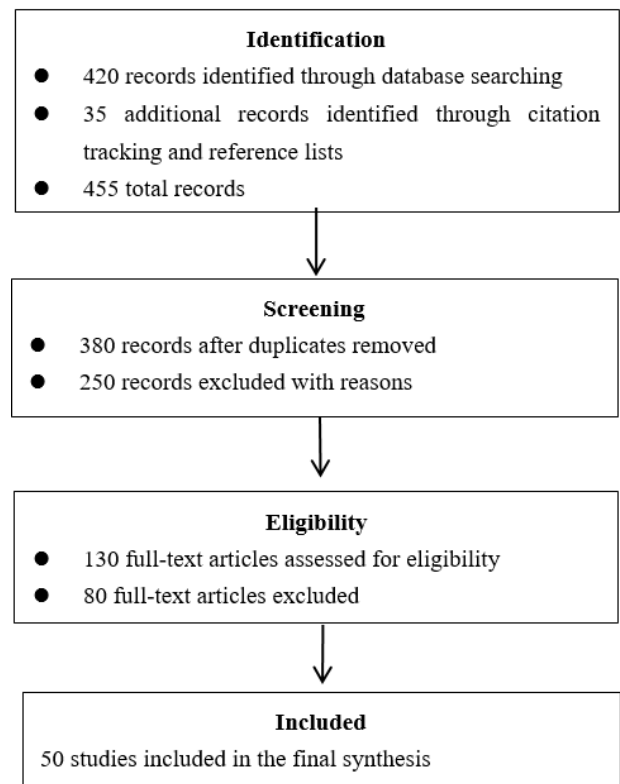 Identification
● 420 records identified through database searching
● 35 additional records identified through citation
tracking and reference lists
● 455 total records
Screening
● 380 records after duplicates removed
● 250 records excluded with reasons
Eligibility
● 130 full-text articles assessed for eligibility
● 80 full-text articles excluded
Included
50 studies included in the final synthesis